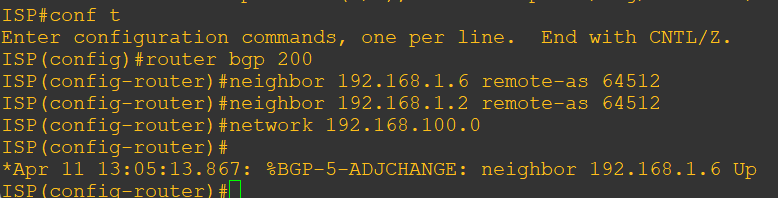 ISP#conf t
Enter configuration commands, one per line.  End with CNTL/Z.
ISP(config)#router bgp 200
ISP(config-router)#neighbor 192.168.1.6 remote-as 64512
ISP(config-router)#neighbor 192.168.1.2 remote-as 64512
ISP(config-router)#network 192.168.100.0
ISP(config-router)#
*Apr 11 13:05:13.867: %BGP-5-ADJCHANGE: neighbor 192.168.1.6 Up
ISP(config-router)#